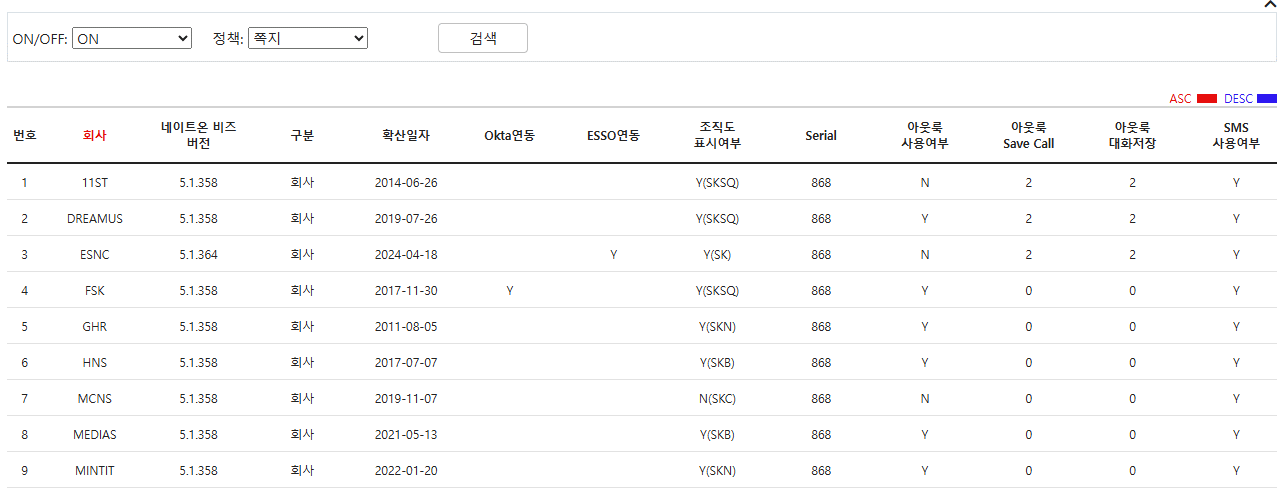 ON/OFF: ON 정책: 쪽지 검색
ASC DESC
번호 회사 네이트온 비즈 버전 구분 확산일자 Okta연동 ESSO연동 조직도 표시여부 Serial 아웃룩 사용여부 아웃룩 Save Call 아웃룩 대화저장 SMS 사용여부
1 11ST 5.1.358 회사 2014-06-26 Y(SKSQ) 868 N 2 2 Y
2 DREAMUS 5.1.358 회사 2019-07-26 Y(SKSQ) 868 Y 2 2 Y
3 ESNC 5.1.364 회사 2024-04-18 Y Y(SK) 868 N 2 2 Y
4 FSK 5.1.358 회사 2017-11-30 Y Y(SKSQ) 868 Y 0 0 Y
5 GHR 5.1.358 회사 2011-08-05 Y(SKN) 868 Y 0 0 Y
6 HNS 5.1.358 회사 2017-07-07 Y(SKB) 868 Y 0 0 Y
7 MCNS 5.1.358 회사 2019-11-07 N(SKC) 868 N 0 0 Y
8 MEDIAS 5.1.358 회사 2021-05-13 Y(SKB) 868 Y 0 0 Y
9 MINTIT 5.1.358 회사 2022-01-20 Y(SKN) 868 Y 0 0 Y